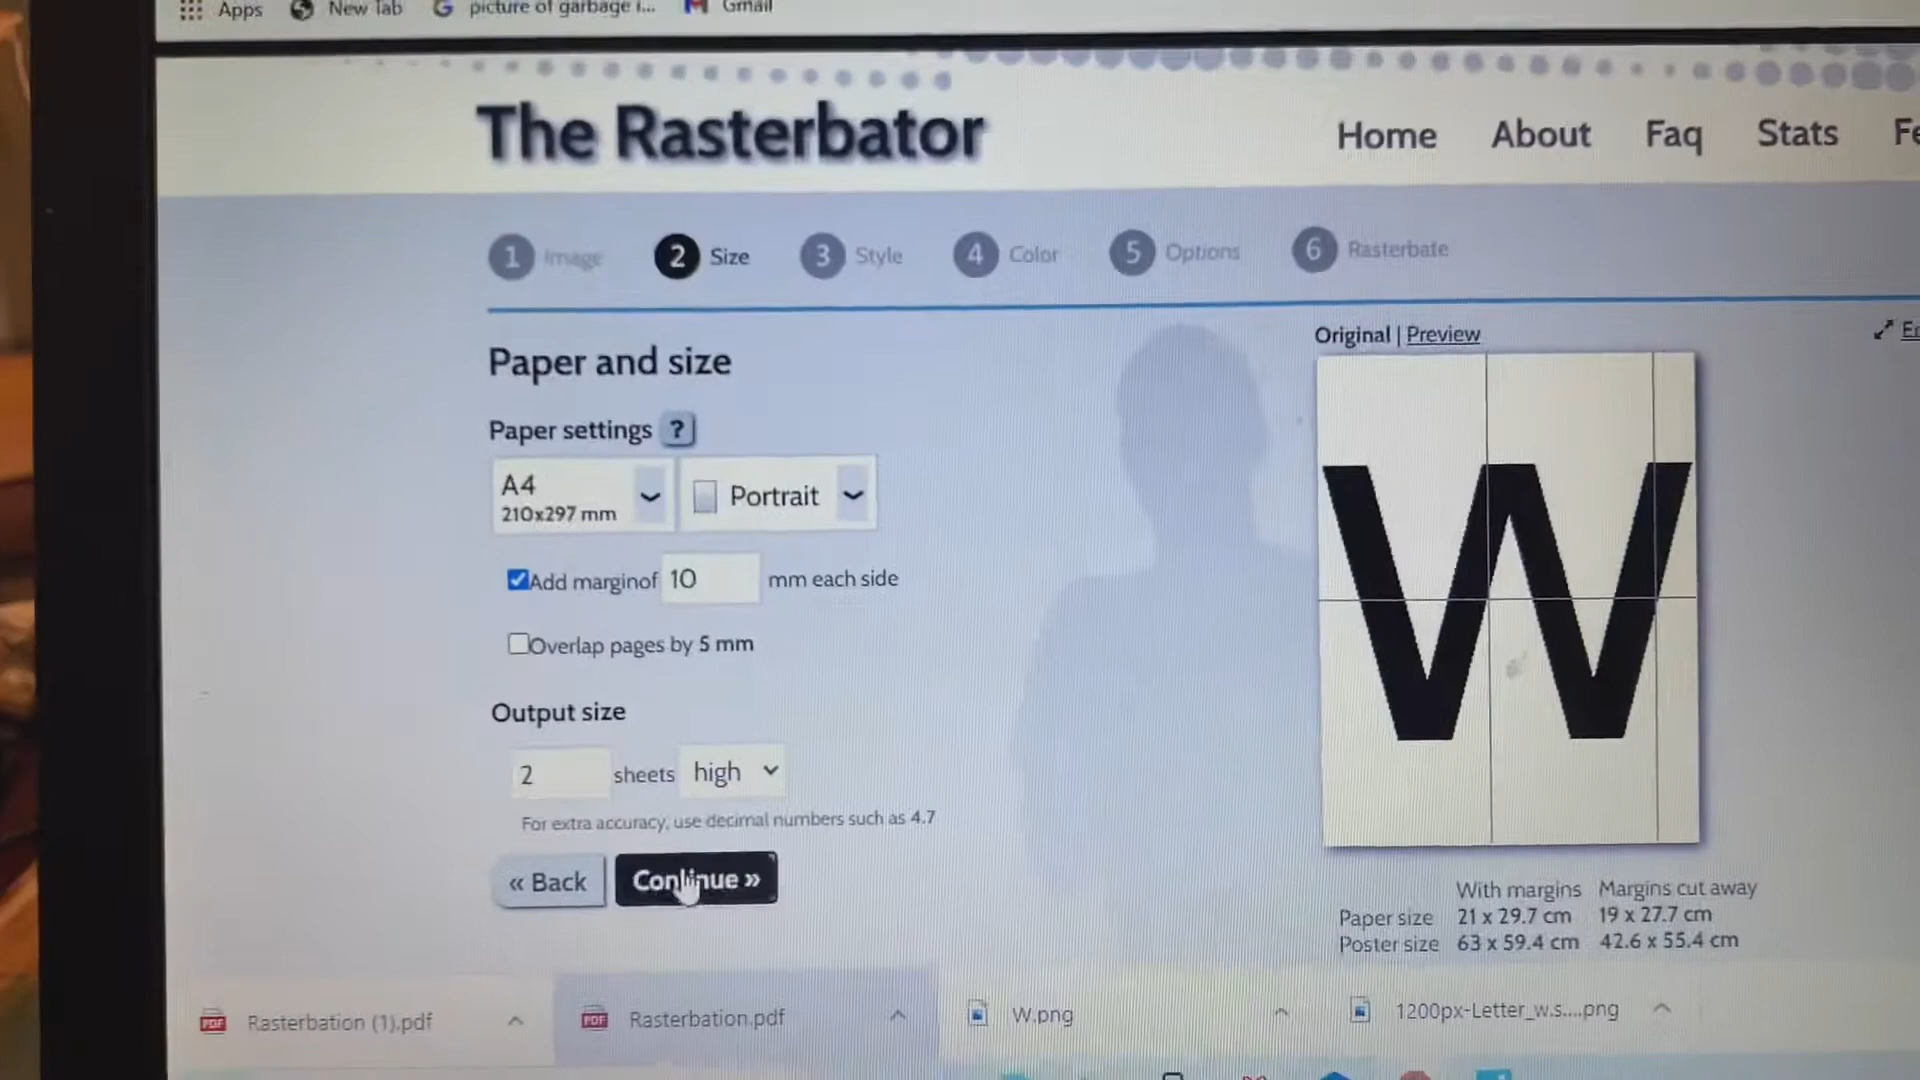 Apps New Tab picture of garbage i... Gmail
The Rasterbator
Home About Faq Stats Fe
1 Image 2 Size 3 Style 4 Color 5 Options 6 Rasterbate
Original | Preview
Paper and size
Paper settings ?
A4
210x297 mm
Portrait
Add marginof 10 mm each side
Overlap pages by 5 mm
Output size
2 sheets high
For extra accuracy, use decimal numbers such as 4.7
« Back Continue »
W
With margins Margins cut away
Paper size 21 x 29.7 cm 19 x 27.7 cm
Poster size 63 x 59.4 cm 42.6 x 55.4 cm
Rasterbation (1).pdf Rasterbation.pdf W.png 1200px-Letter_w.s....png